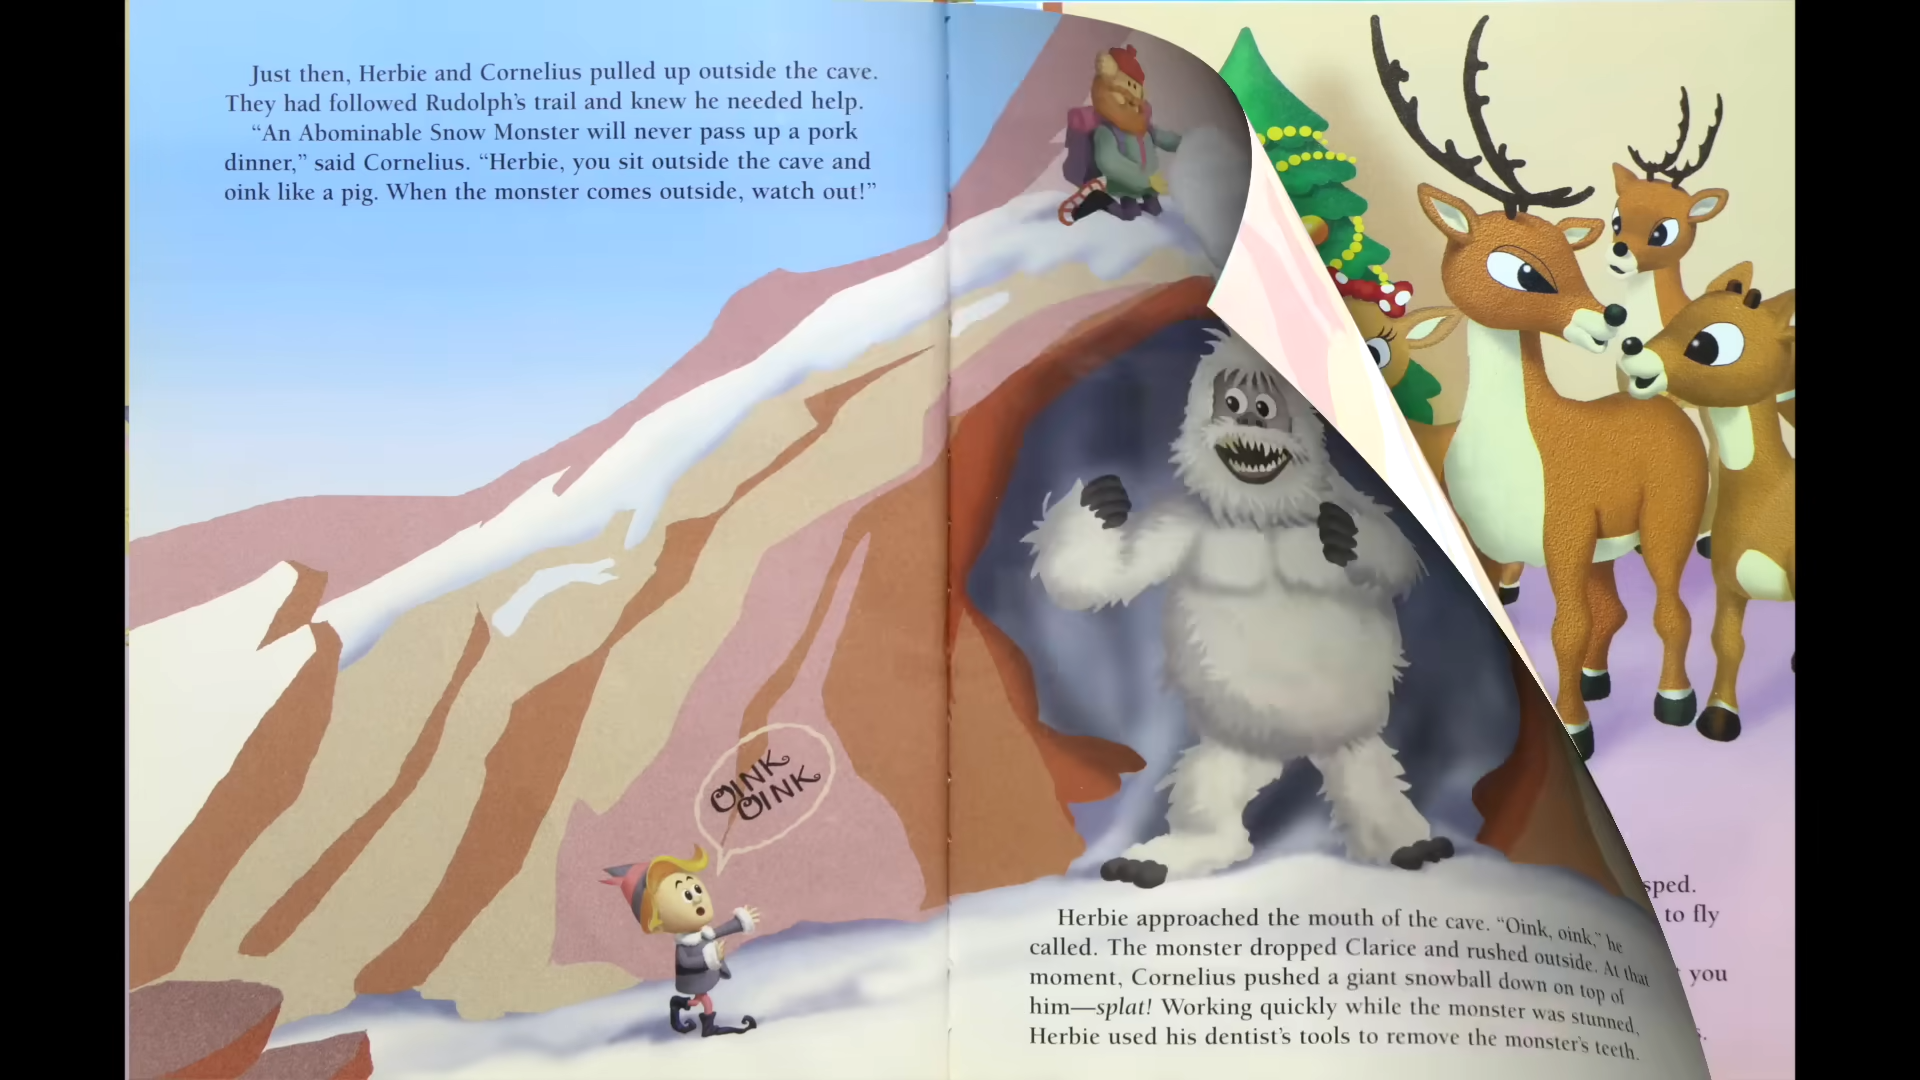 Just then, Herbie and Cornelius pulled up outside the cave.
They had followed Rudolph's trail and knew he needed help.
“An Abominable Snow Monster will never pass up a pork
dinner,” said Cornelius. “Herbie, you sit outside the cave and
oink like a pig. When the monster comes outside, watch out!”
OINK
OINK
Herbie approached the mouth of the cave. “Oink, oink,” he
called. The monster dropped Clarice and rushed outside. At that
moment, Cornelius pushed a giant snowball down on top of
him—splat! Working quickly while the monster was stunned,
Herbie used his dentist's tools to remove the monster's teeth.
to fly
you